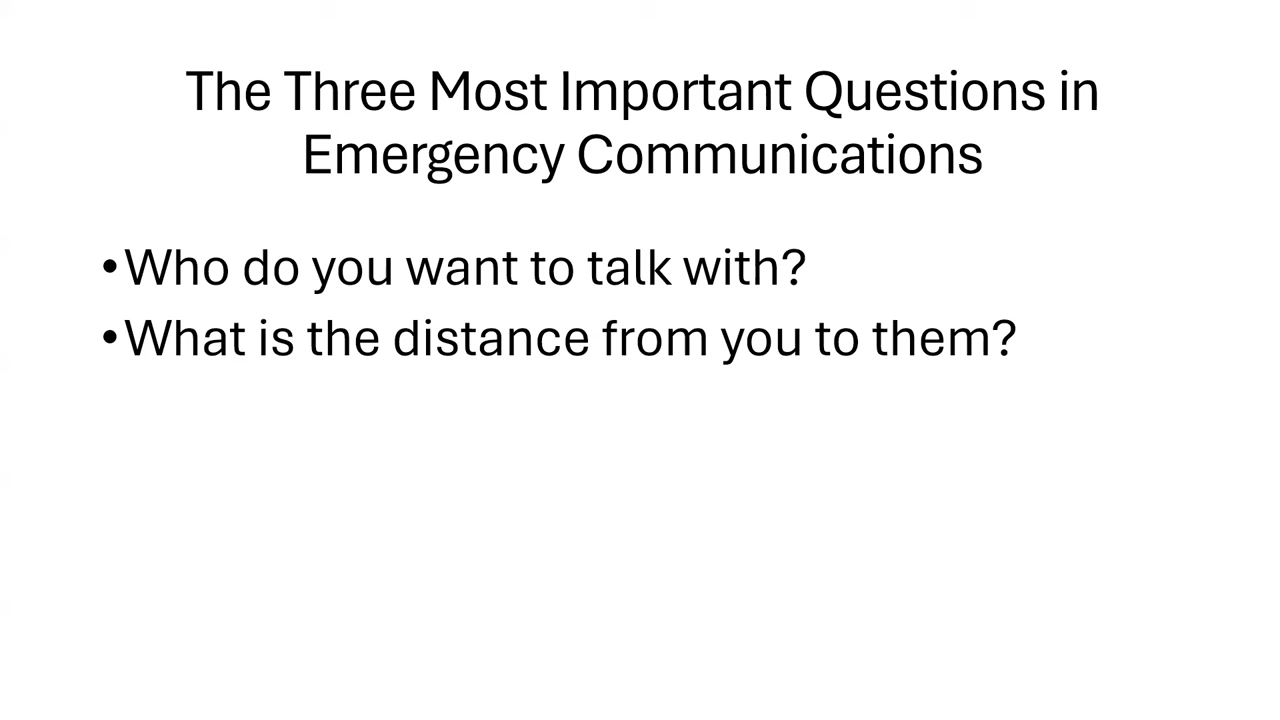 The Three Most Important Questions in
Emergency Communications
•Who do you want to talk with?
•What is the distance from you to them?